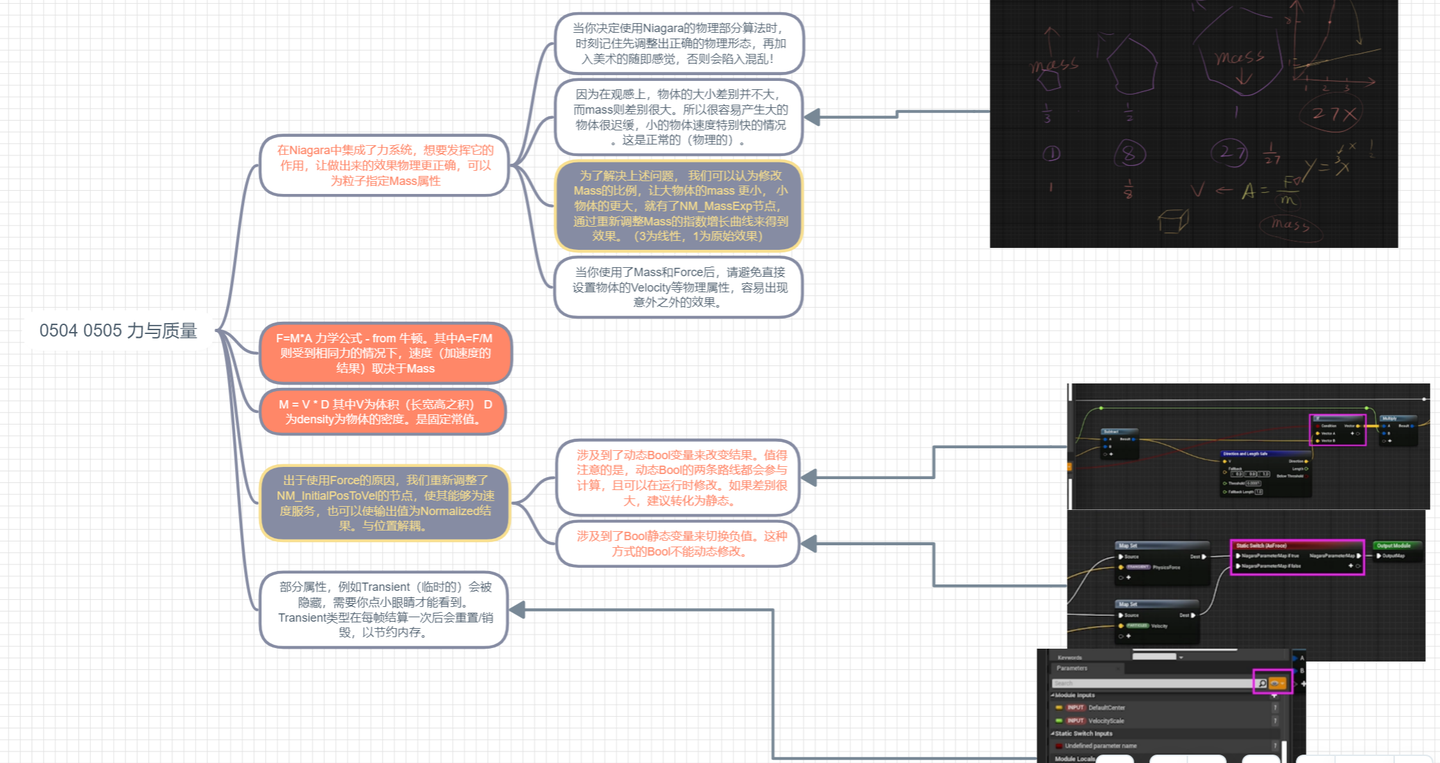 当你决定使用Niagara的物理部分算法时,
时刻记住先调整出正确的物理形态，再加
入美术的随即感觉，否则会陷入混乱！
因为在观感上，物体的大小差别并不大，
而mass则差别很大。所以很容易产生大的
物体很迟缓，小的物体速度特别快的情况
。这是正常的（物理的）。
在Niagara中集成了力系统，想要发挥它的
作用，让做出来的效果物理更正确，可以
为粒子指定Mass属性
为了解决上述问题， 我们可以认为修改
Mass的比例，让大物体的mass 更小， 小
物体的更大，就有了NM_MassExp节点，
通过重新调整Mass的指数增长曲线来得到
效果。（3为线性，1为原始效果）
当你使用了Mass和Force后，请避免直接
设置物体的Velocity等物理属性，容易出现
意外之外的效果。
mass
mass
1/3
1/2
1
27X
1
8
27
1/27
1
1/8
V ← A = F/m
mass
1 2 3
0504 0505 力与质量
F=M*A 力学公式 - from 牛顿。其中A=F/M
则受到相同力的情况下，速度（加速度的
结果）取决于Mass
M = V * D 其中V为体积（长宽高之积） D
为density为物体的密度。是固定常值。
出于使用Force的原因，我们重新调整了
NM_InitialPosToVel的节点，使其能够为速
度服务，也可以使输出值为Normalized结
果。与位置解耦。
涉及到了动态Bool变量来改变结果。值得
注意的是，动态Bool的两条路线都会参与
计算，且可以在运行时修改。如果差别很
大，建议转化为静态。
涉及到了Bool静态变量来切换负值。这种
方式的Bool不能动态修改。
部分属性，例如Transient（临时的）会被
隐藏，需要你点小眼睛才能看到。
Transient类型在每帧结算一次后会重置/销
毁，以节约内存。
Subtract
A Result
B
If
Condition Vector
Vector A
Vector B
Multiply
A Result
B
Direction and Length Safe
V Direction
Fallback Length
Below Threshold
Threshold
Fallback Length 1.0
Map Set
Source Dest
PhysicsForce
Static Switch (AsFroce)
NiagaraParameterMap if true NiagaraParameterMap
NiagaraParameterMap if false
Output Module
OutputMap
Map Set
Source Dest
Velocity
Keywords
Parameters
Search
Module Inputs
INPUT DefaultCenter 7
INPUT VelocityScale 7
Static Switch Inputs
Undefined parameter name 7
Module Locals
A
B